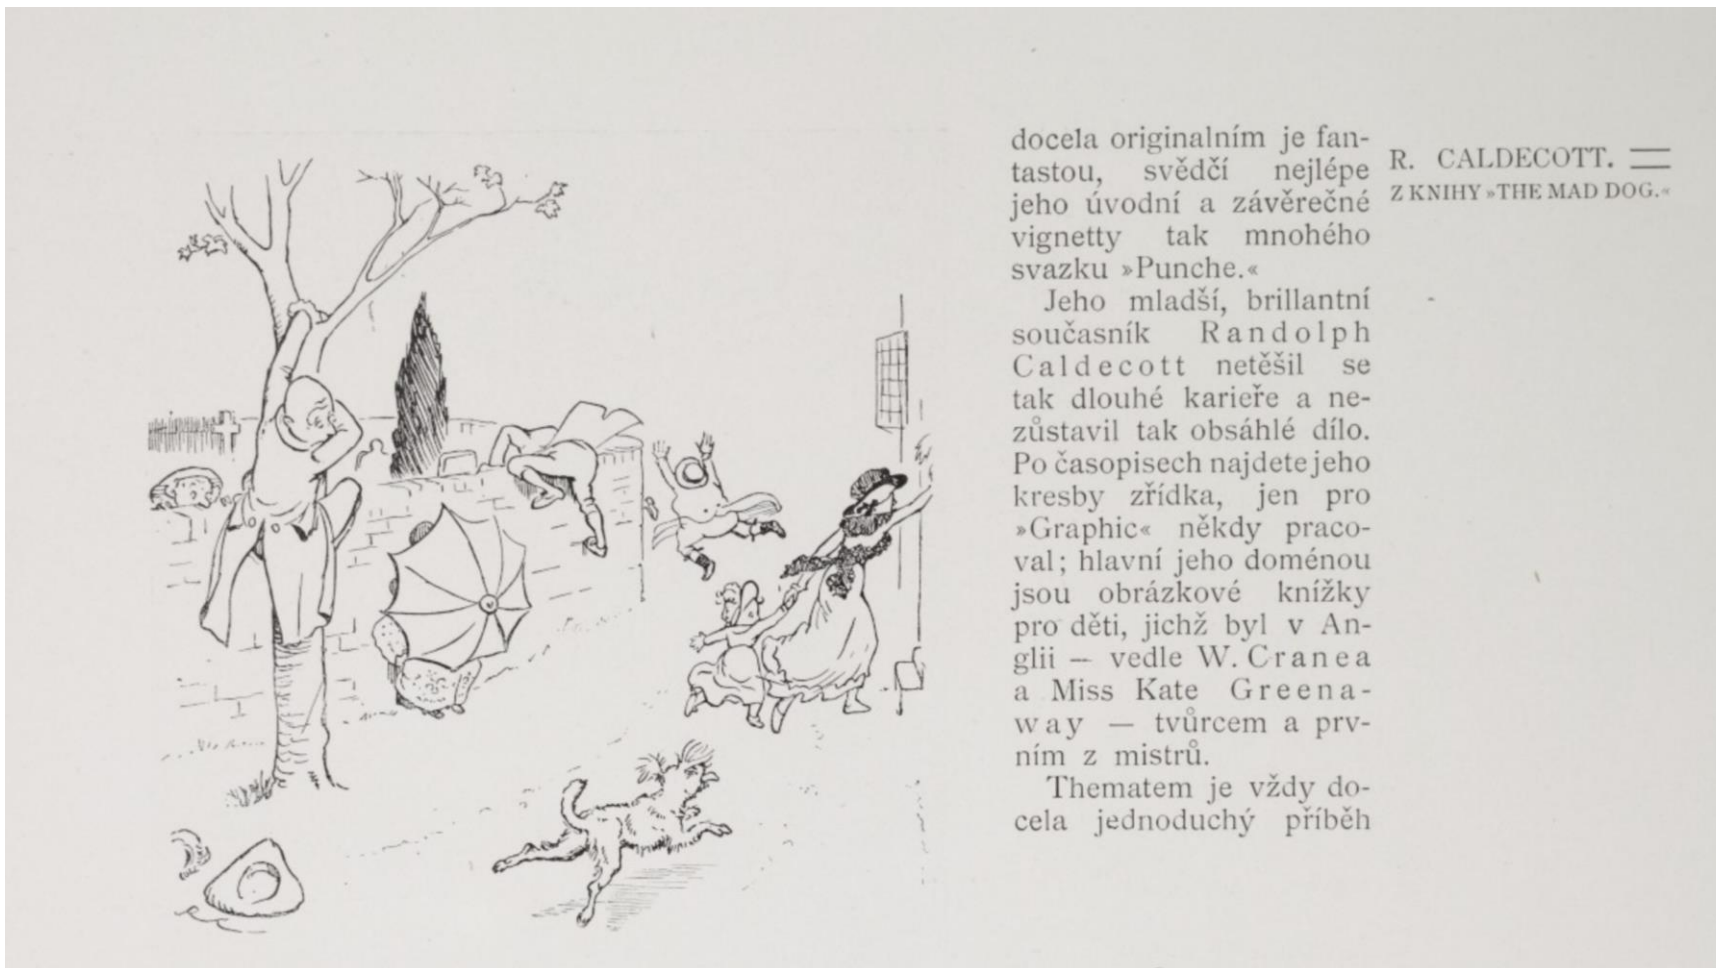 docela originalním je fan-
tastou, svědčí nejlépe
jeho úvodní a závěrečné
vignetty tak mnohého
svazku »Punche.«
Jeho mladší, brillantní
současník Randolph
Caldecott netěšil se
tak dlouhé karieře a ne-
zůstavil tak obsáhlé dílo.
Po časopisech najdete jeho
kresby zřídka, jen pro
»Graphic« někdy praco-
val; hlavní jeho doménou
jsou obrázkové knížky
pro děti, jichž byl v An-
glii — vedle W. Cranea
a Miss Kate Greena-
way — tvůrcem a prv-
ním z mistrů.
Thematem je vždy do-
cela jednoduchý příběh
R. CALDECOTT.
Z KNIHY »THE MAD DOG.«